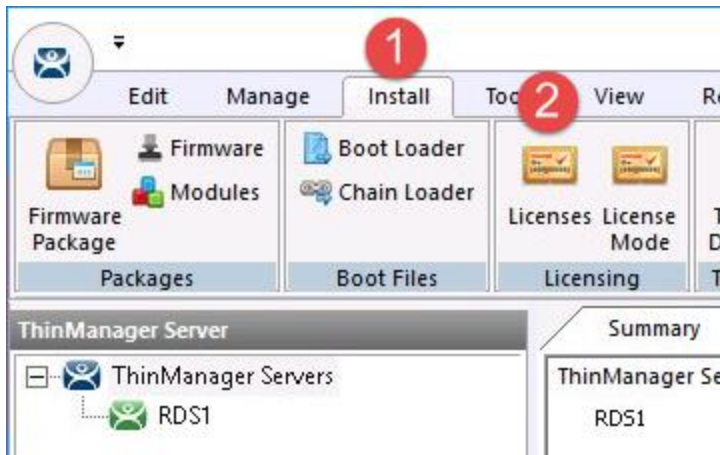 1
Edit Manage Install 2 View
Firmware Package
Firmware
Modules
Packages
Boot Loader
Chain Loader
Boot Files
Licenses
License Mode
Licensing
ThinManager Server
ThinManager Servers
RDS1
Summary
ThinManager
RDS1